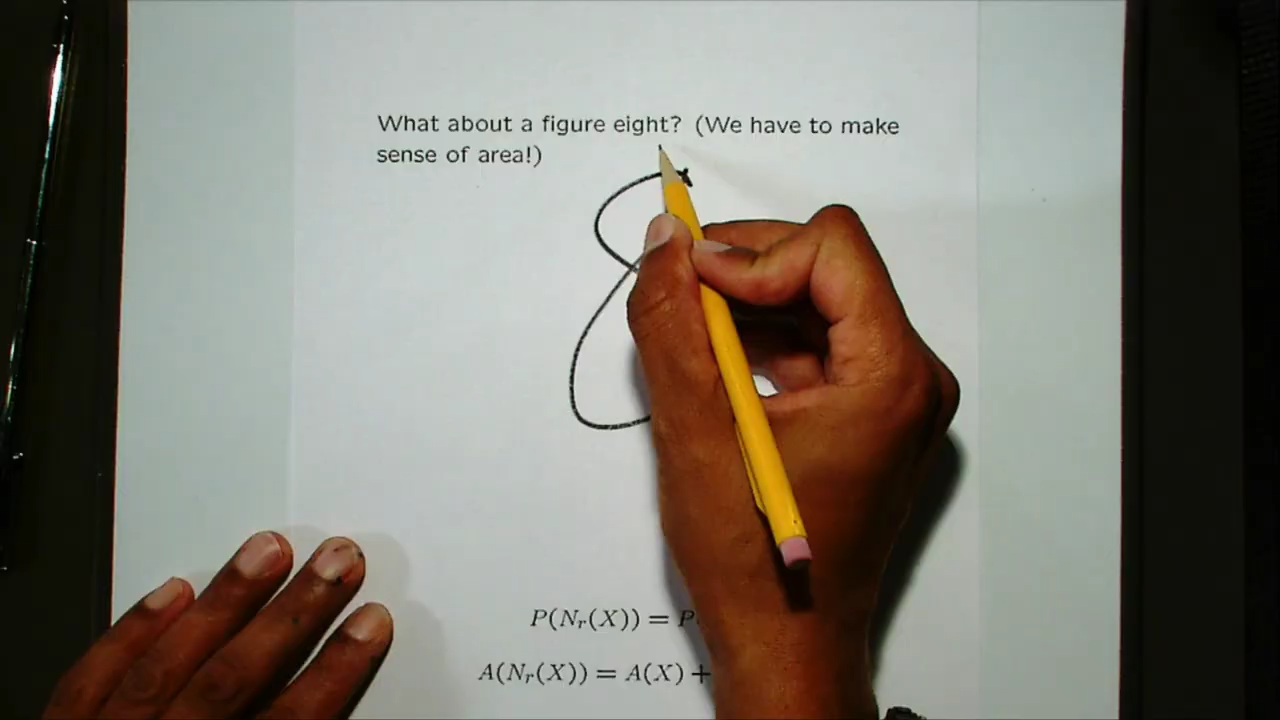 What about a figure eight? (We have to make
sense of area!)
P(N_r(X)) = P
A(N_r(X)) = A(X) +